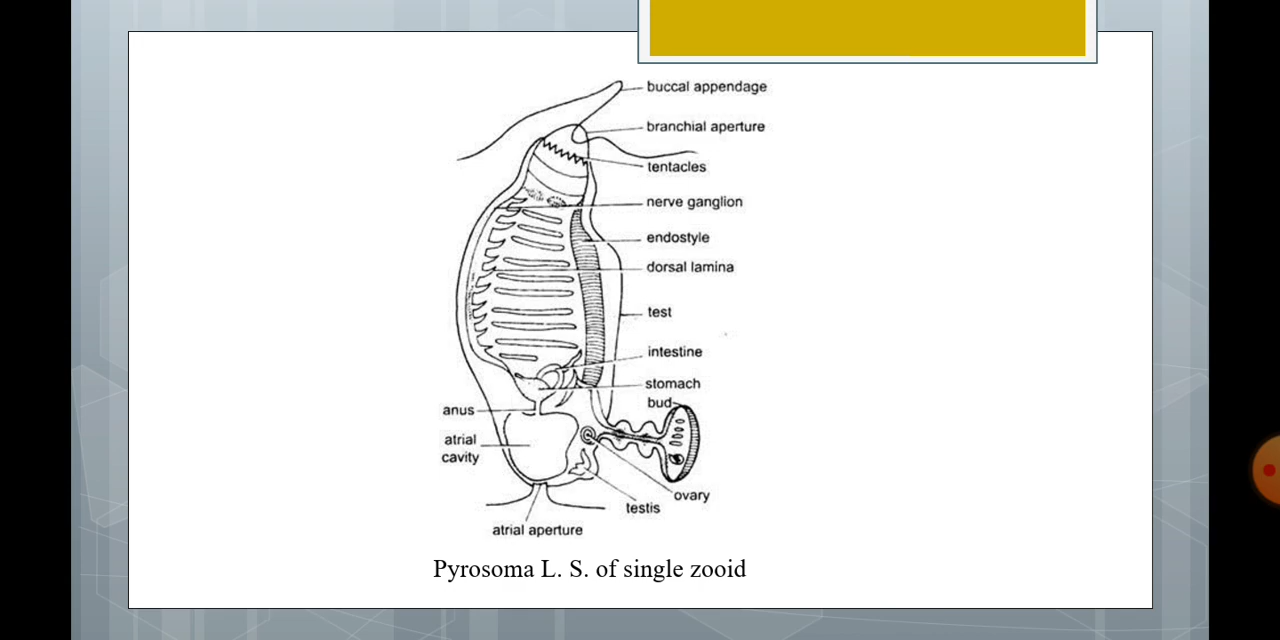 buccal appendage
branchial aperture
tentacles
nerve ganglion
endostyle
dorsal lamina
test
intestine
stomach
bud
anus
atrial
cavity
ovary
testis
atrial aperture
Pyrosoma L. S. of single zooid